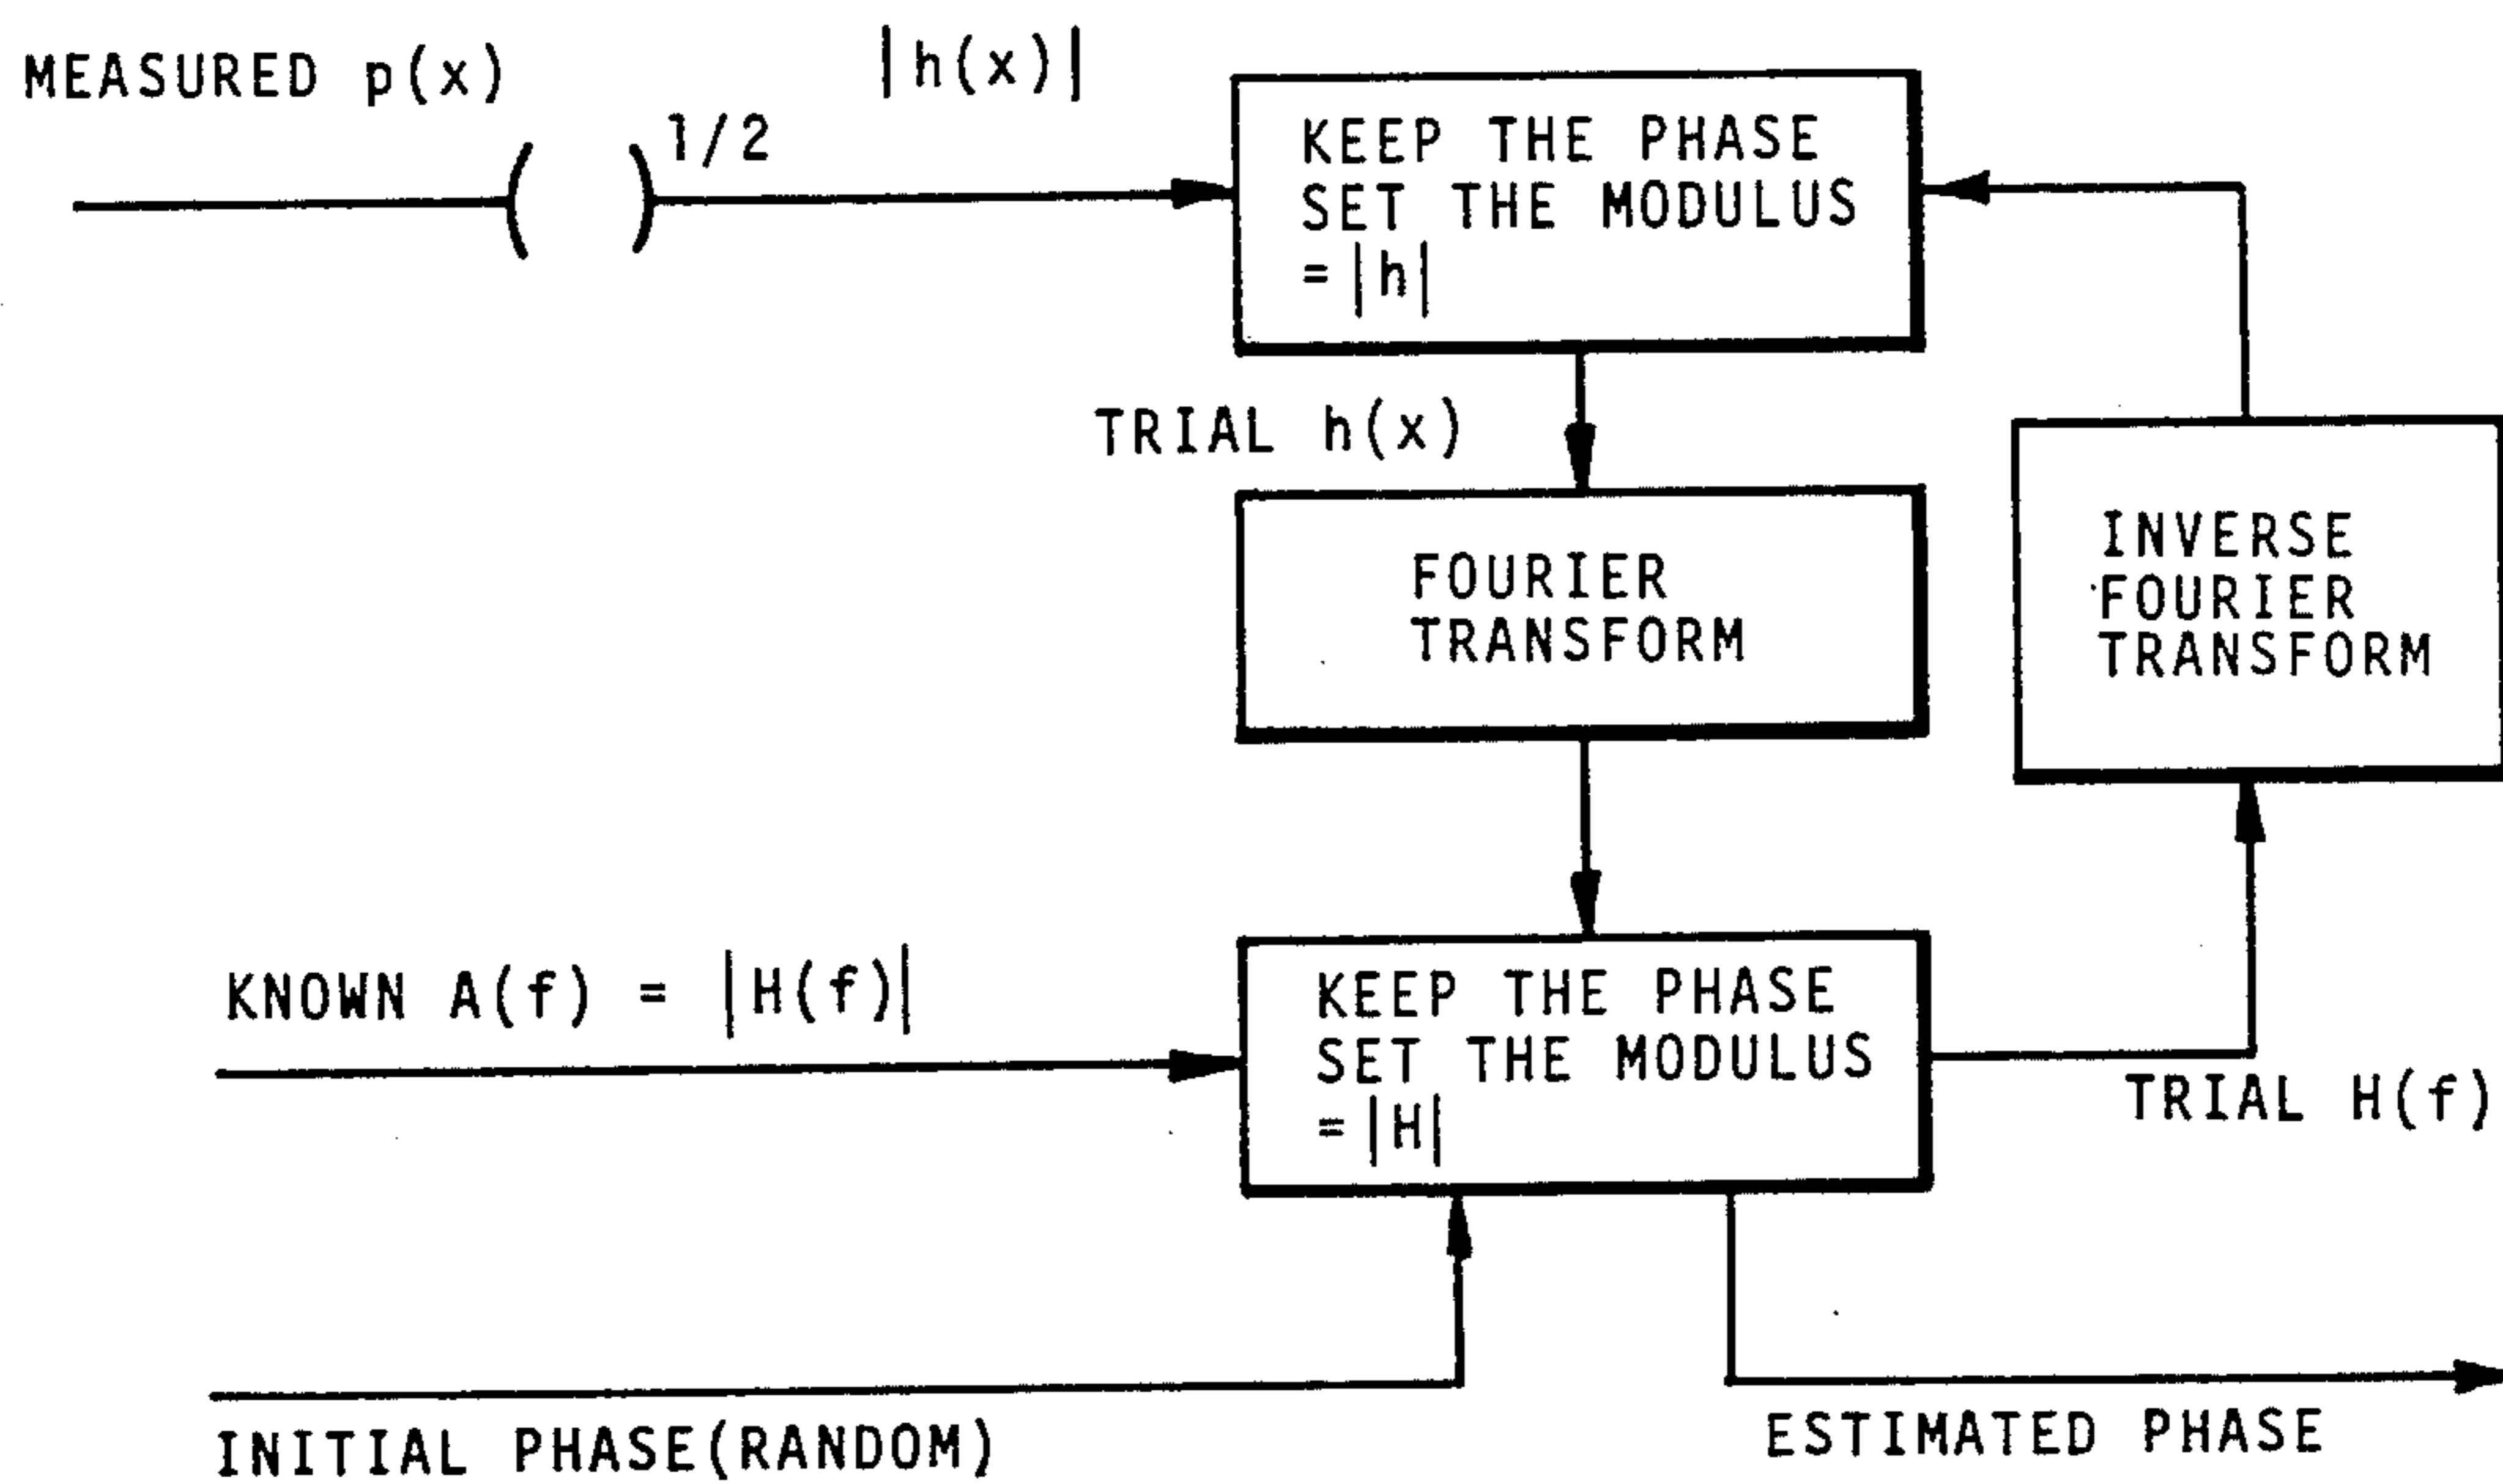 MEASURED p(x)
|h(x)|
( )1/2
KEEP THE PHASE
SET THE MODULUS
=|h|
TRIAL h(x)
FOURIER
TRANSFORM
INVERSE
FOURIER
TRANSFORM
KNOWN A(f) = |H(f)|
KEEP THE PHASE
SET THE MODULUS
=|H|
TRIAL H(f)
INITIAL PHASE(RANDOM)
ESTIMATED PHASE